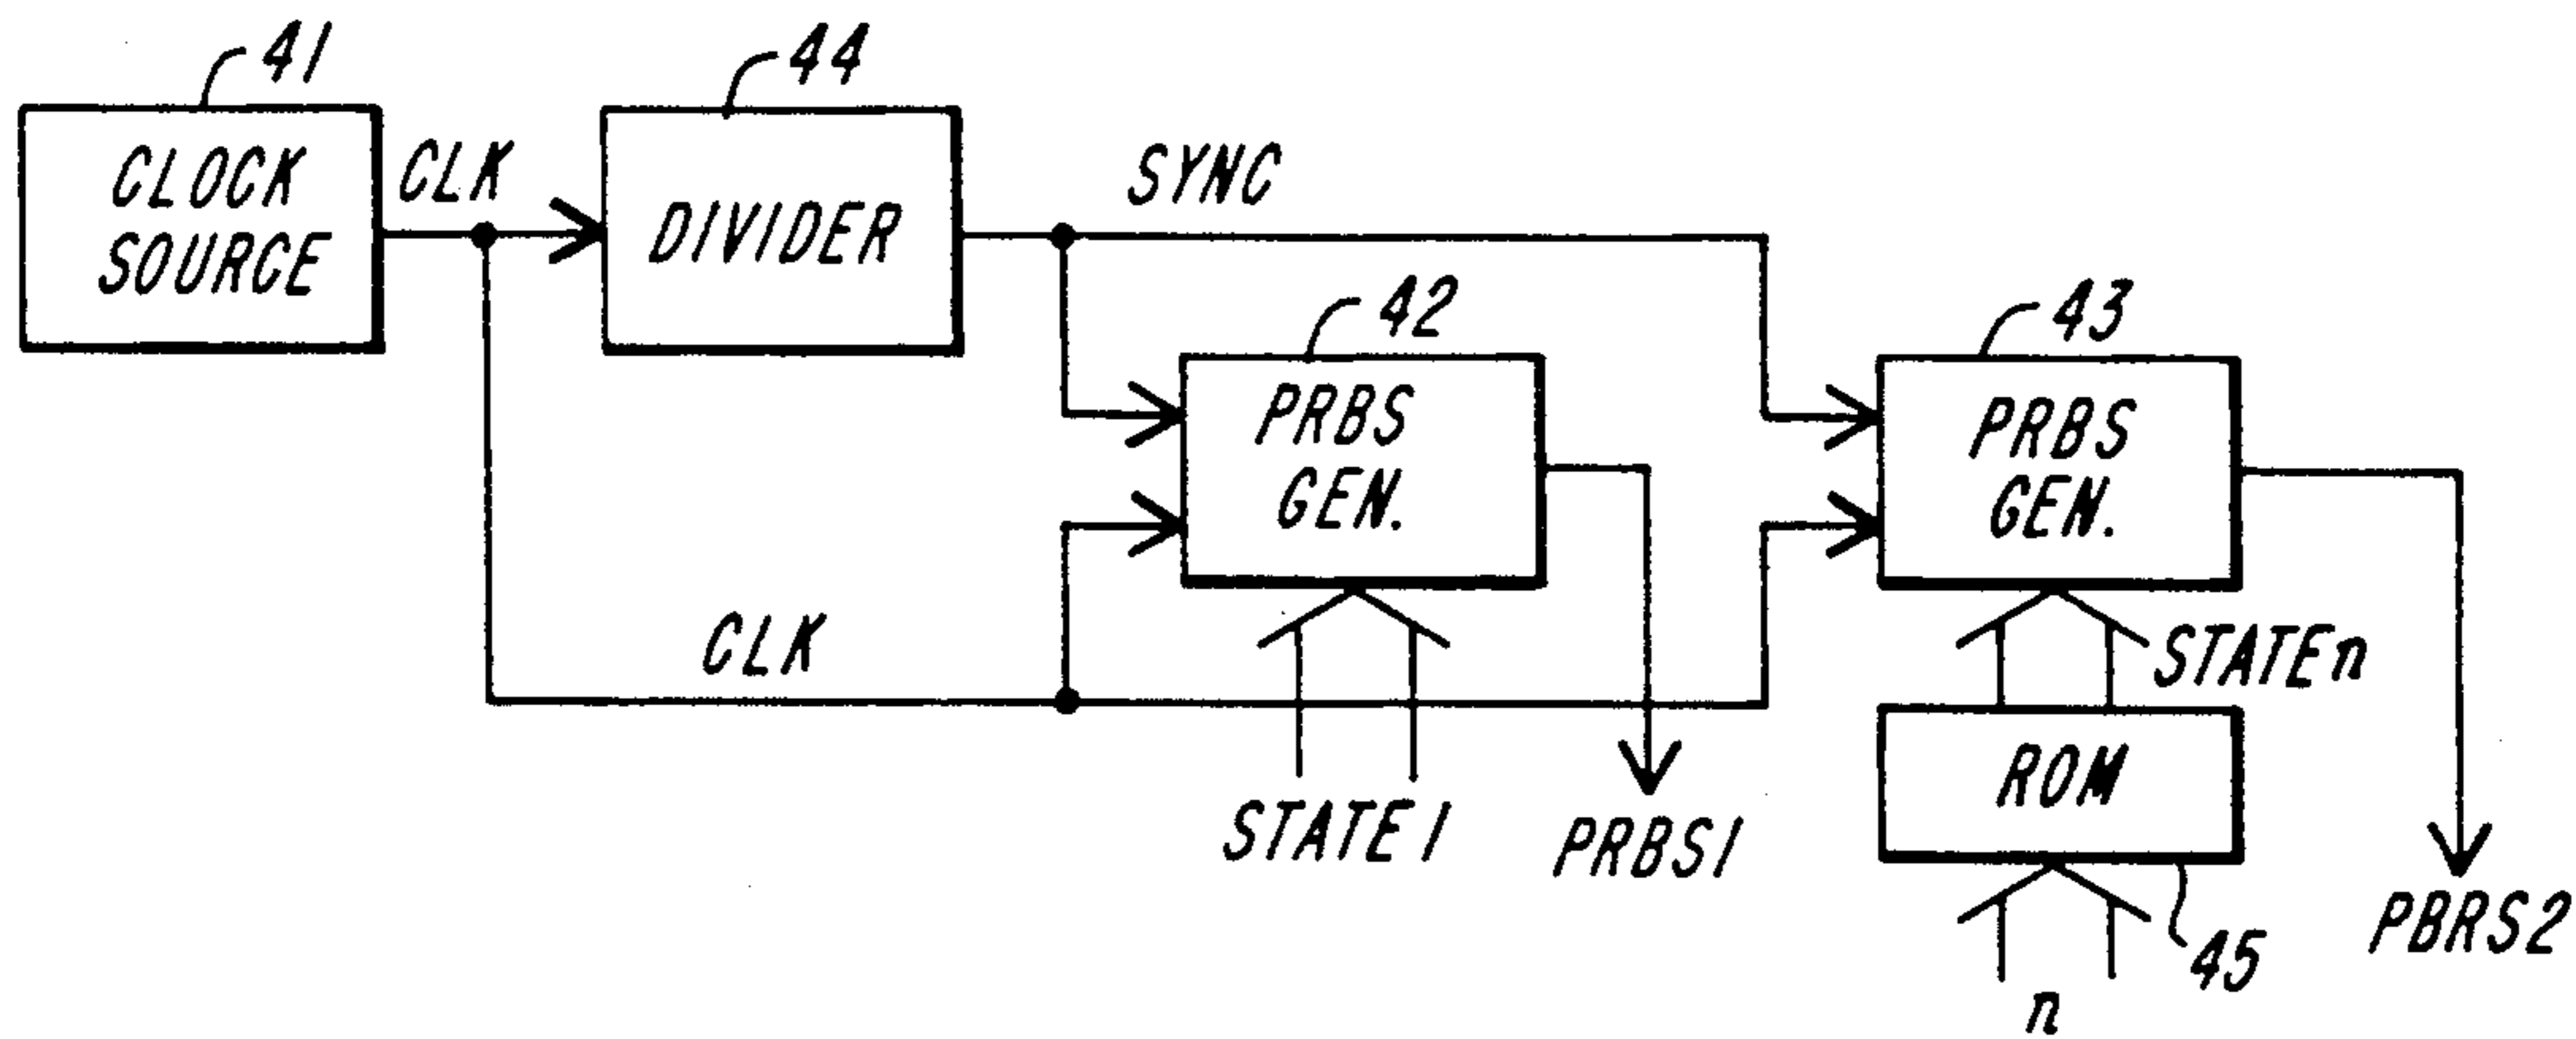 41
44
CLOCK
SOURCE
CLK
DIVIDER
SYNC
42
43
PRBS
GEN.
PRBS
GEN.
CLK
STATEn
ROM
STATE1
PRBS1
PBRS2
45
n